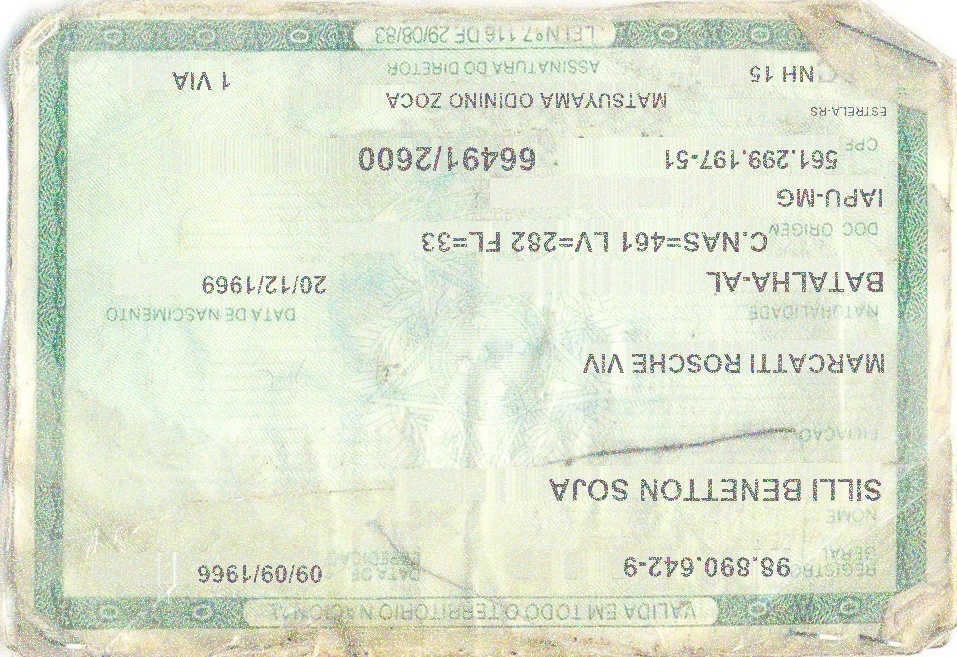 VALIDA EM TODO O TERRITÓRIO NACIONAL
REGISTRO GERAL 98.890.642-9 DATA DE EXPEDIÇÃO 09/09/1966
NOME
SILLI BENETTON SOJA
FILIAÇÃO
MARCATTI ROSCHE VIV
NATURALIDADE DATA DE NASCIMENTO
BATALHA-AL 20/12/1969
DOC ORIGEM C.NAS=461 LV=282 FL=33
IAPU-MG
CPF 561.299.197-51 66491/2600
ESTRELA-RS
MATSUYAMA ODININO ZOCA
NH 15 ASSINATURA DO DIRETOR 1 VIA
LEI Nº 7.116 DE 29/08/83